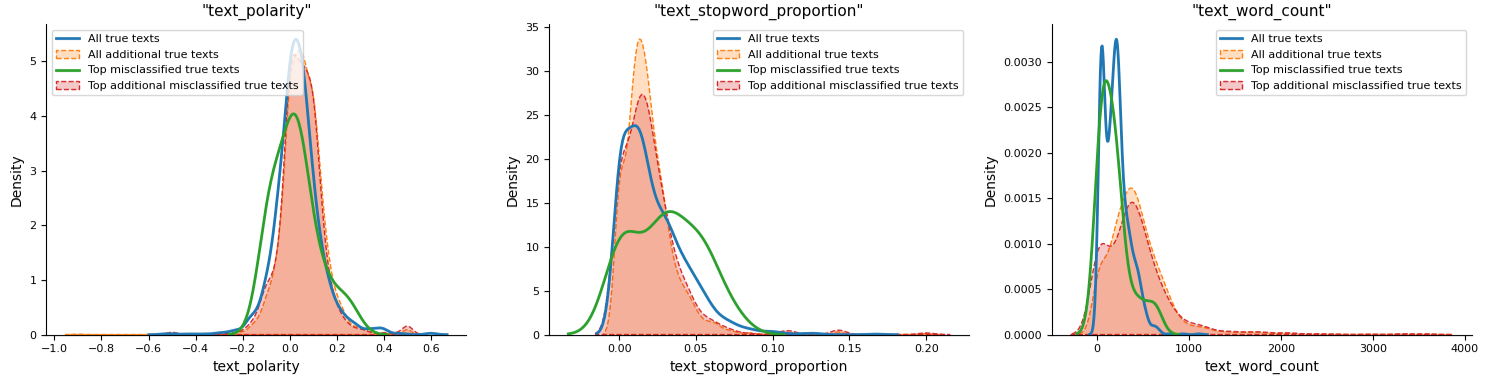 "text_polarity"
All true texts
All additional true texts
Top misclassified true texts
Top additional misclassified true texts
Density
5
4
3
2
1
0
−1.0 −0.8 −0.6 −0.4 −0.2 0.0 0.2 0.4 0.6
text_polarity
"text_stopword_proportion"
All true texts
All additional true texts
Top misclassified true texts
Top additional misclassified true texts
Density
35
30
25
20
15
10
5
0
0.00 0.05 0.10 0.15 0.20
text_stopword_proportion
"text_word_count"
All true texts
All additional true texts
Top misclassified true texts
Top additional misclassified true texts
Density
0.0030
0.0025
0.0020
0.0015
0.0010
0.0005
0.0000
0 1000 2000 3000 4000
text_word_count